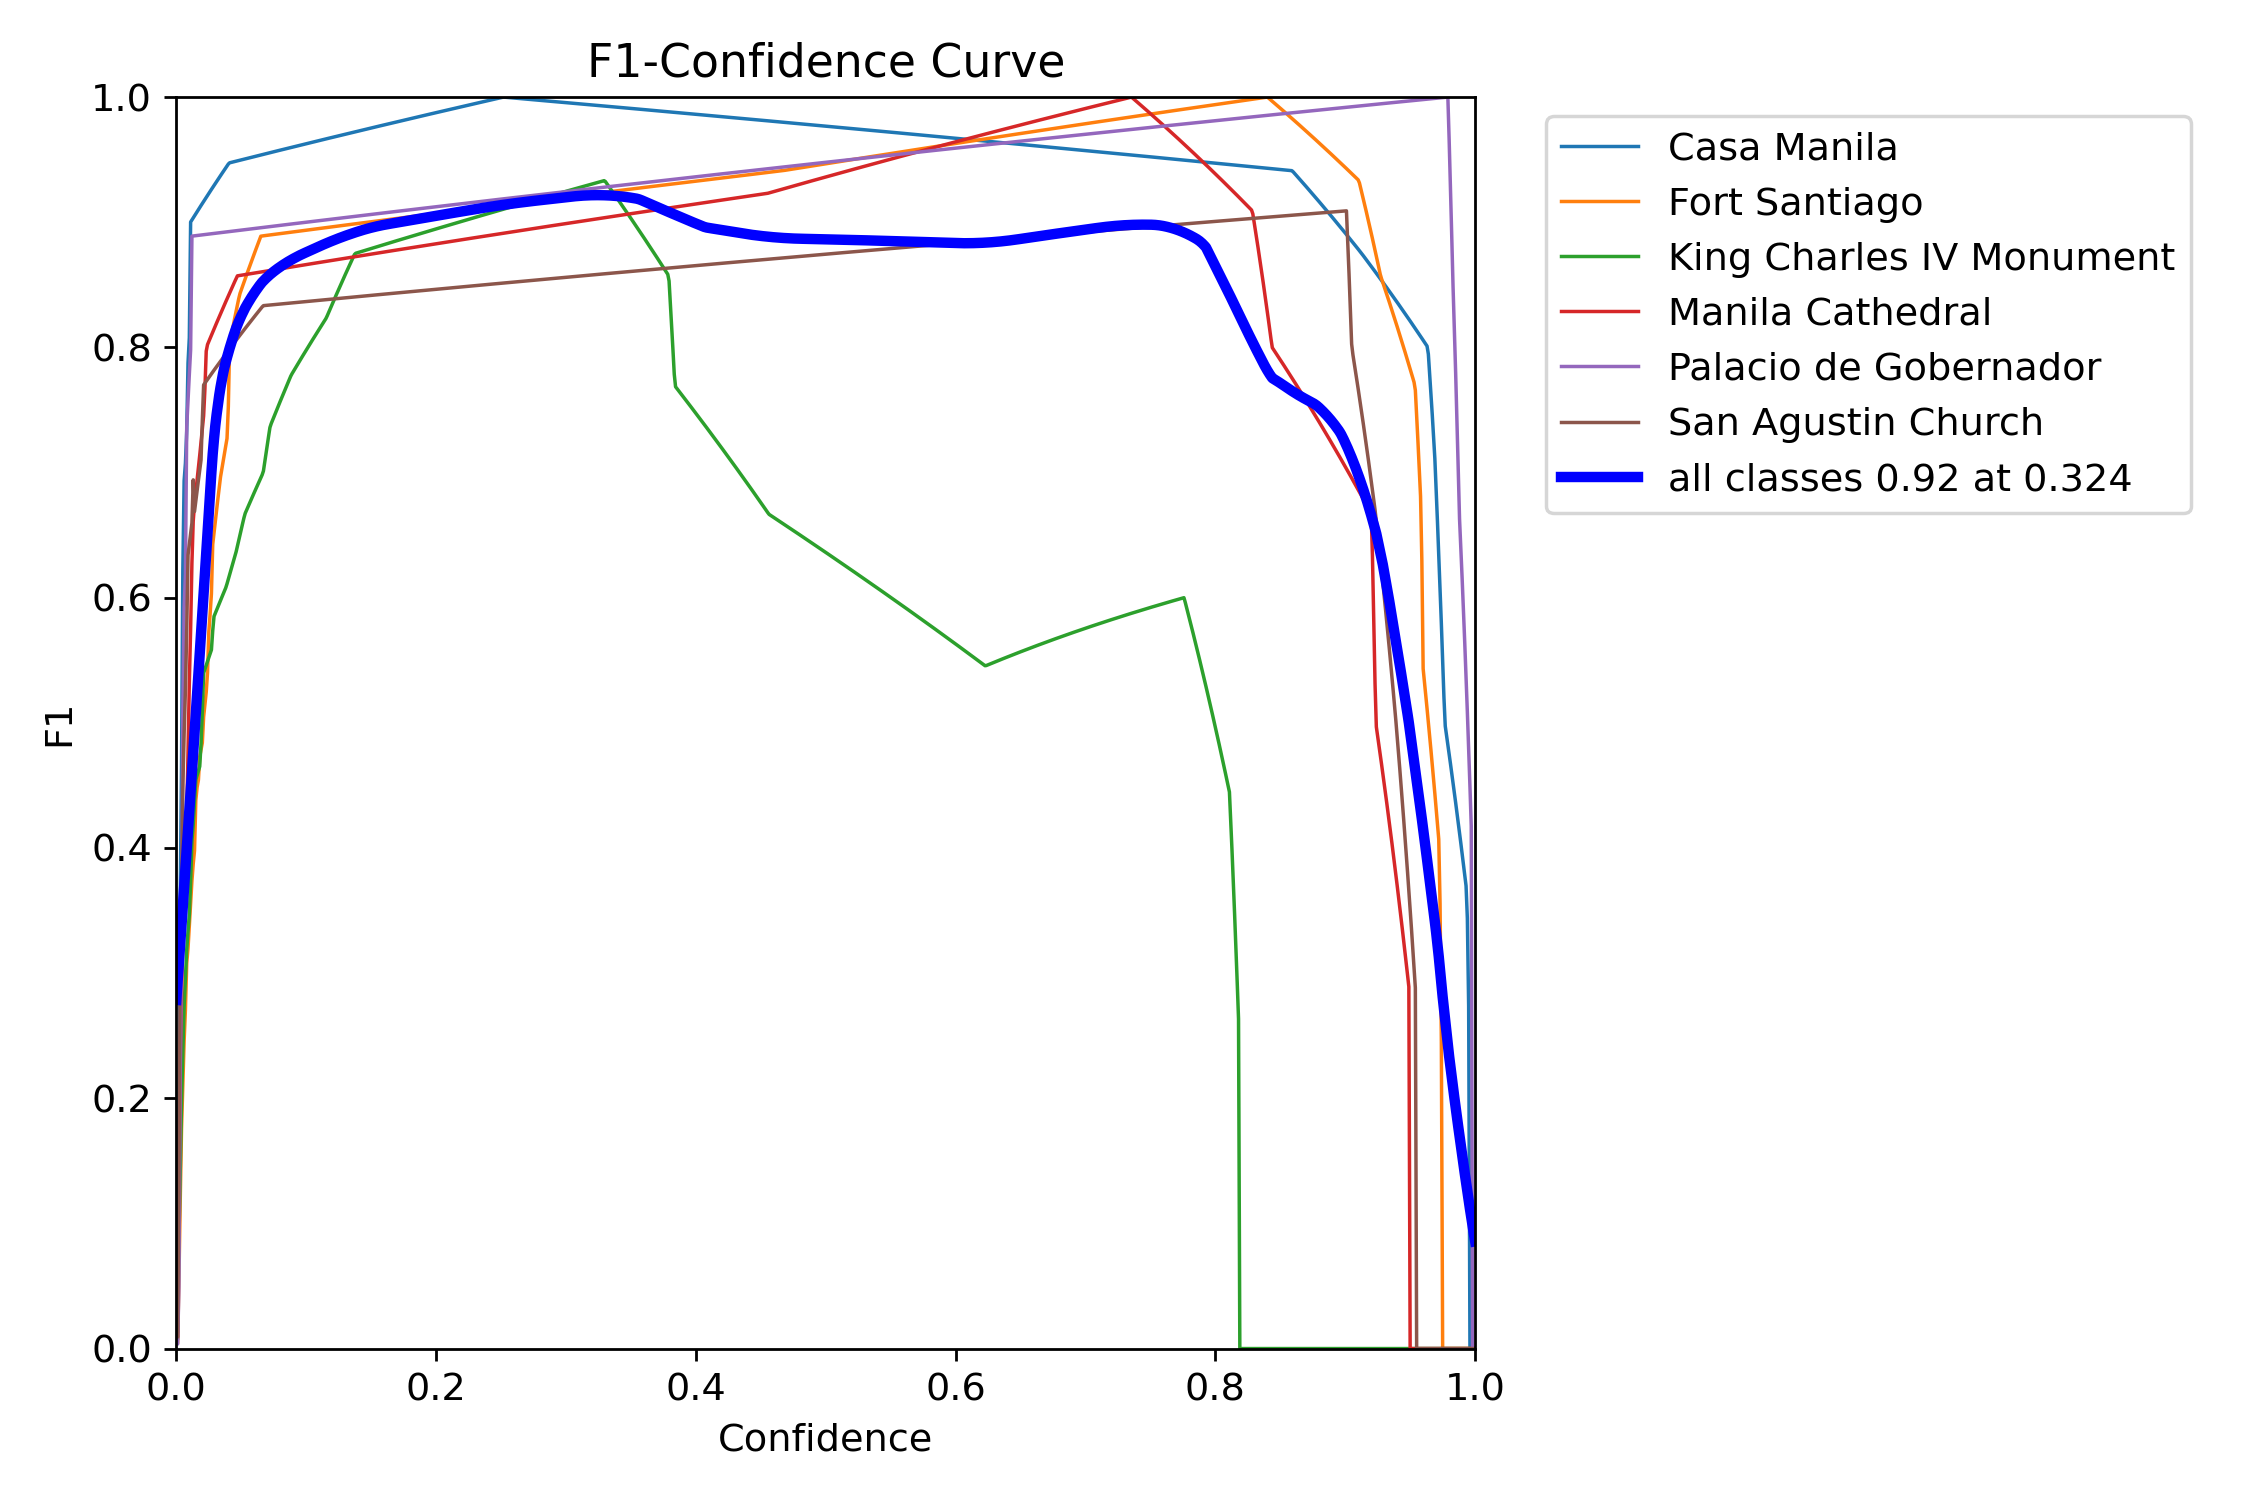 F1-Confidence Curve
1.0
0.8
0.6
0.4
0.2
0.0
F1
0.0 0.2 0.4 0.6 0.8 1.0
Confidence
Casa Manila
Fort Santiago
King Charles IV Monument
Manila Cathedral
Palacio de Gobernador
San Agustin Church
all classes 0.92 at 0.324